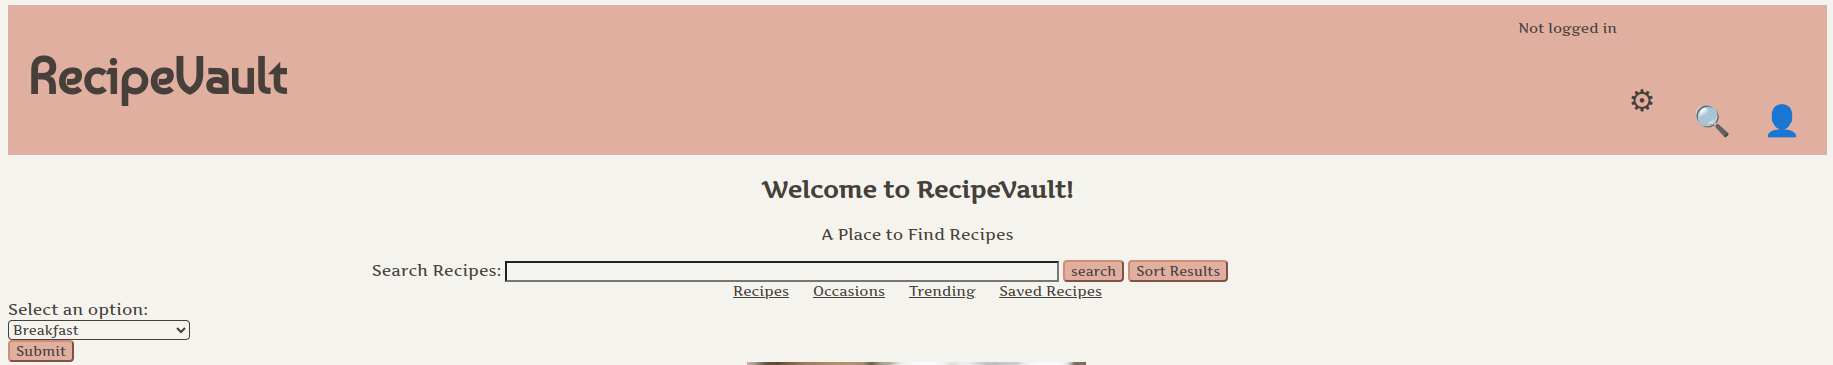 Not logged in
RecipeVault
Welcome to RecipeVault!
A Place to Find Recipes
Search Recipes: search Sort Results
Recipes Occasions Trending Saved Recipes
Select an option:
Breakfast
Submit